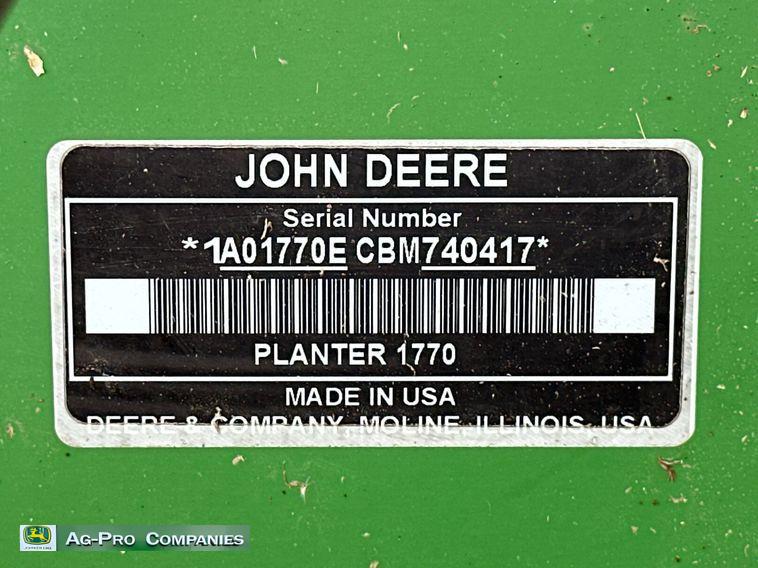 JOHN DEERE
Serial Number
*1A01770E CBM740417*
PLANTER 1770
MADE IN USA
DEERE & COMPANY, MOLINE, ILLINOIS, USA
AG-PRO COMPANIES